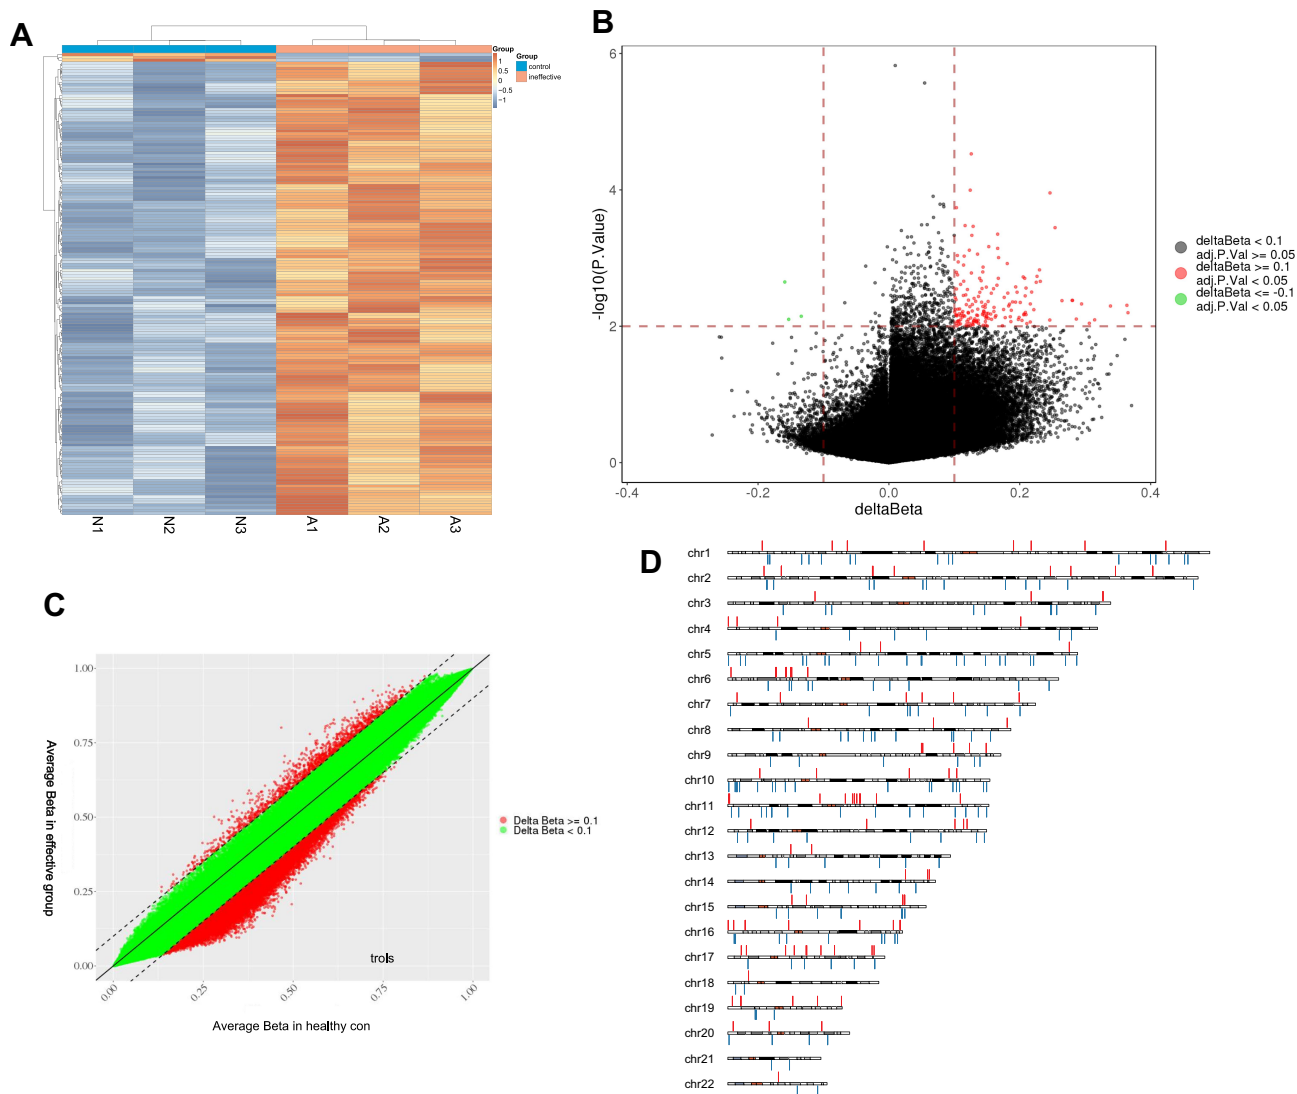 A
Group
1
0.5
0
−0.5
−1
Group
control
ineffective
N1
N2
N3
A1
A2
A3
B
6
4
2
0
-0.4
-0.2
0.0
0.2
0.4
-log10(P.Value)
deltaBeta
deltaBeta < 0.1
adj.P.Val >= 0.05
deltaBeta >= 0.1
adj.P.Val < 0.05
deltaBeta <= -0.1
adj.P.Val < 0.05
C
1.00
0.75
0.50
0.25
0.00
0.00
0.25
0.50
0.75
1.00
Average Beta in effective group
trols
Average Beta in healthy con
Delta Beta >= 0.1
Delta Beta < 0.1
D
chr1
chr2
chr3
chr4
chr5
chr6
chr7
chr8
chr9
chr10
chr11
chr12
chr13
chr14
chr15
chr16
chr17
chr18
chr19
chr20
chr21
chr22